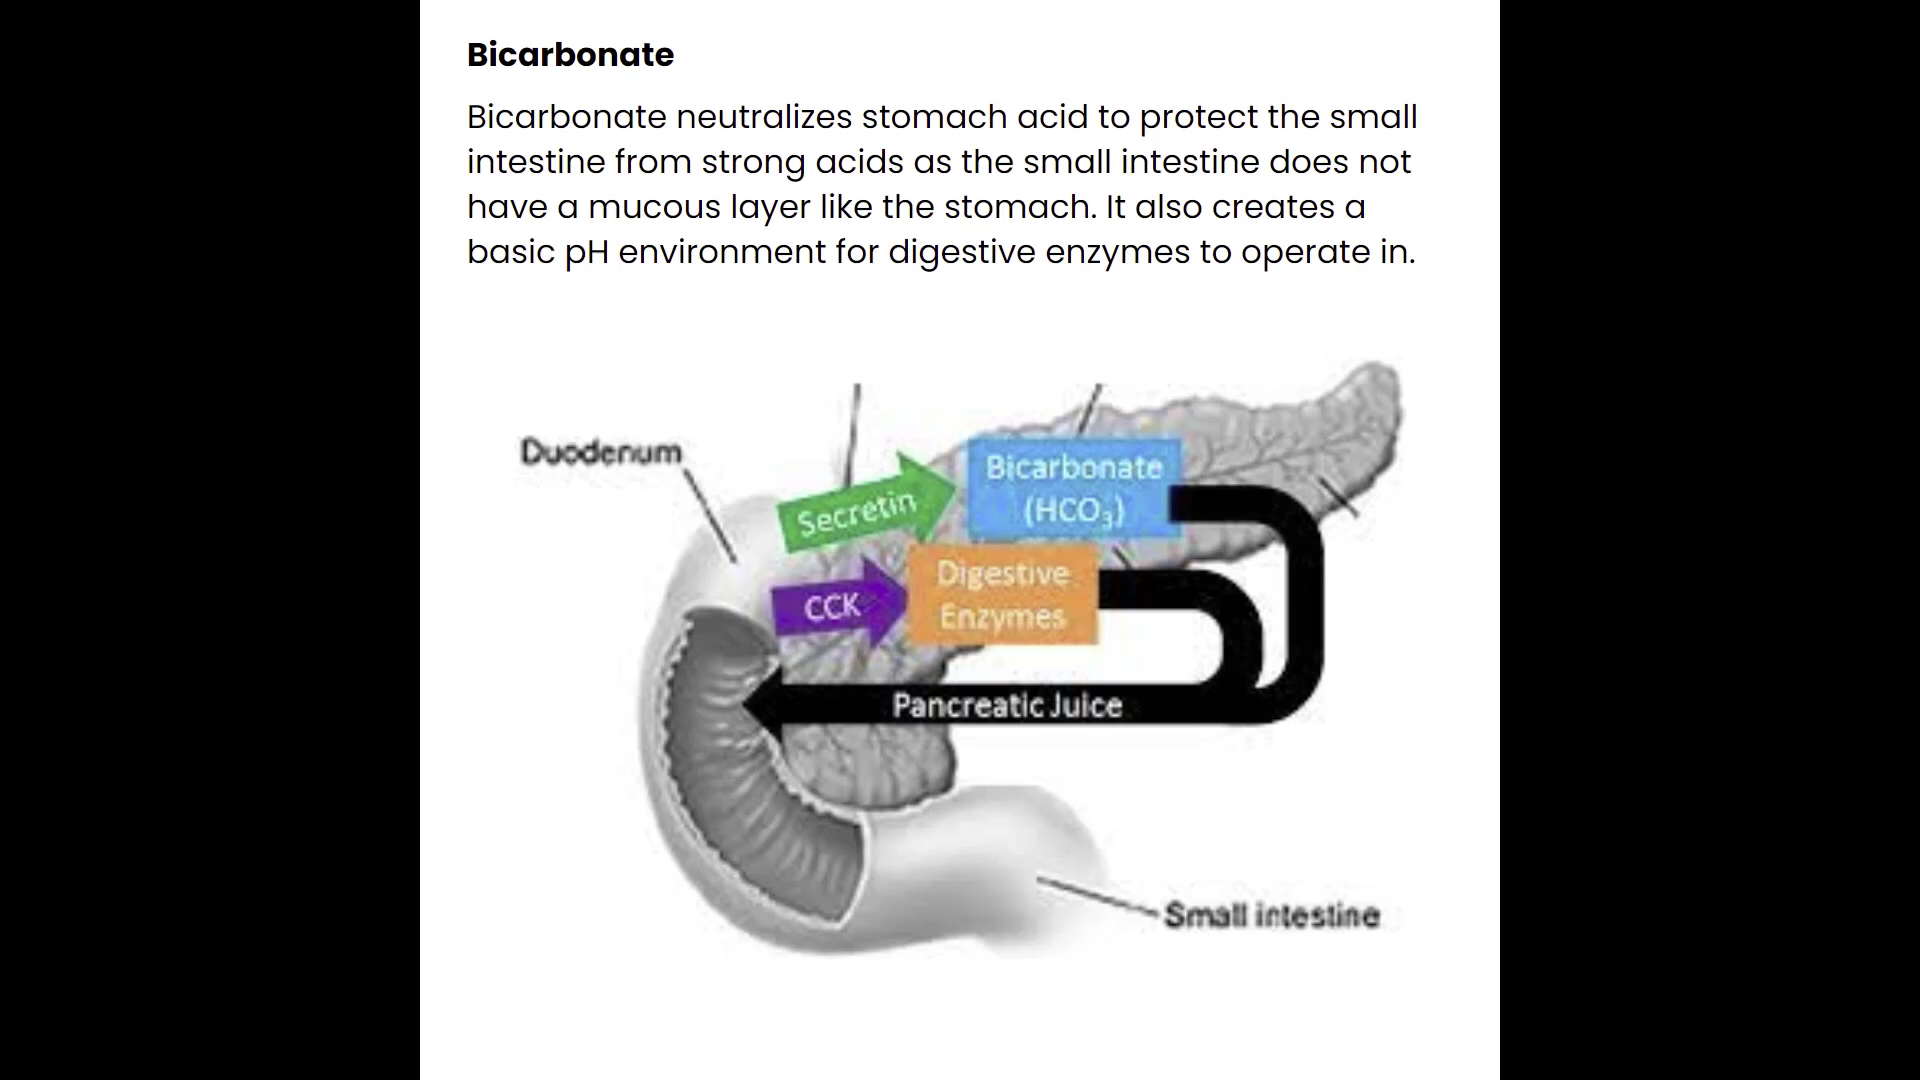 Bicarbonate
Bicarbonate neutralizes stomach acid to protect the small
intestine from strong acids as the small intestine does not
have a mucous layer like the stomach. It also creates a
basic pH environment for digestive enzymes to operate in.
Duodenum
Secretin
Bicarbonate
(HCO₃)
CCK
Digestive
Enzymes
Pancreatic Juice
Small intestine